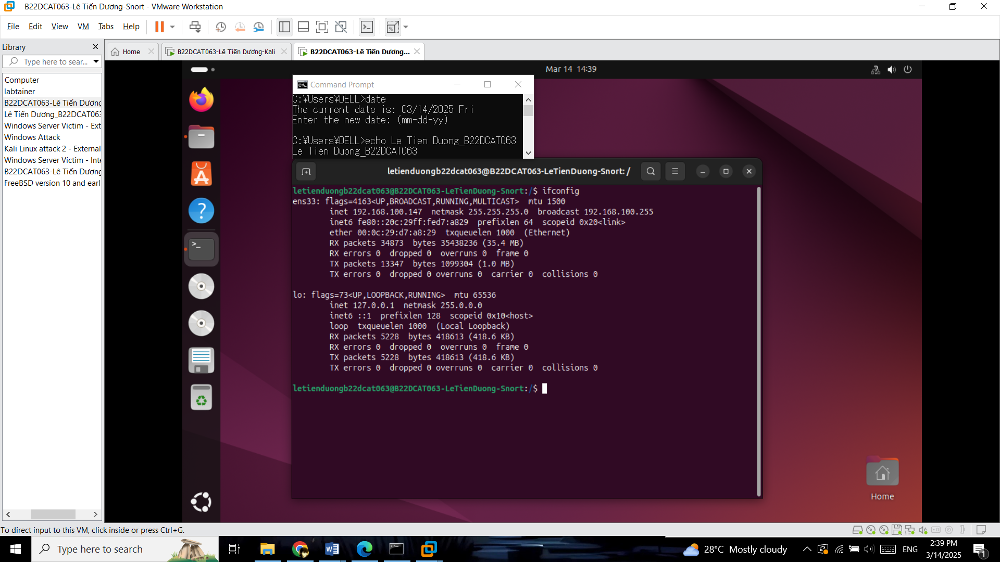 B22DCAT063-Lê Tiến Dương-Snort - VMware Workstation
File Edit View VM Tabs Help
Library
Type here to sear...
Home
B22DCAT063-Lê Tiến Dương-Kali
B22DCAT063-Lê Tiến Dương...
Computer
labtainer
B22DCAT063-Lê Tiến Dương
Lê Tiến Dương_B22DCAT063
Windows Server Victim - Ext
Windows Attack
Kali Linux attack 2 - External
Windows Server Victim - Inte
B22DCAT063-Lê Tiến Dương
FreeBSD version 10 and earl
Mar 14 14:39
Command Prompt
C:¥Users¥DELL>date
The current date is: 03/14/2025 Fri
Enter the new date: (mm-dd-yy)
C:¥Users¥DELL>echo Le Tien Duong_B22DCAT063
Le Tien Duong_B22DCAT063
letienduongb22dcat063@B22DCAT063-LeTienDuong-Snort: /
letienduongb22dcat063@B22DCAT063-LeTienDuong-Snort:/$ ifconfig
ens33: flags=4163<UP,BROADCAST,RUNNING,MULTICAST>  mtu 1500
inet 192.168.100.147  netmask 255.255.255.0  broadcast 192.168.100.255
inet6 fe80::20c:29ff:fed7:a829  prefixlen 64  scopeid 0x20<link>
ether 00:0c:29:d7:a8:29  txqueuelen 1000  (Ethernet)
RX packets 34873  bytes 35438236 (35.4 MB)
RX errors 0  dropped 0  overruns 0  frame 0
TX packets 13347  bytes 1099304 (1.0 MB)
TX errors 0  dropped 0 overruns 0  carrier 0  collisions 0
lo: flags=73<UP,LOOPBACK,RUNNING>  mtu 65536
inet 127.0.0.1  netmask 255.0.0.0
inet6 ::1  prefixlen 128  scopeid 0x10<host>
loop  txqueuelen 1000  (Local Loopback)
RX packets 5228  bytes 418613 (418.6 KB)
RX errors 0  dropped 0  overruns 0  frame 0
TX packets 5228  bytes 418613 (418.6 KB)
TX errors 0  dropped 0 overruns 0  carrier 0  collisions 0
letienduongb22dcat063@B22DCAT063-LeTienDuong-Snort:/$
Home
To direct input to this VM, click inside or press Ctrl+G.
Type here to search
28°C Mostly cloudy
ENG
2:39 PM
3/14/2025
1